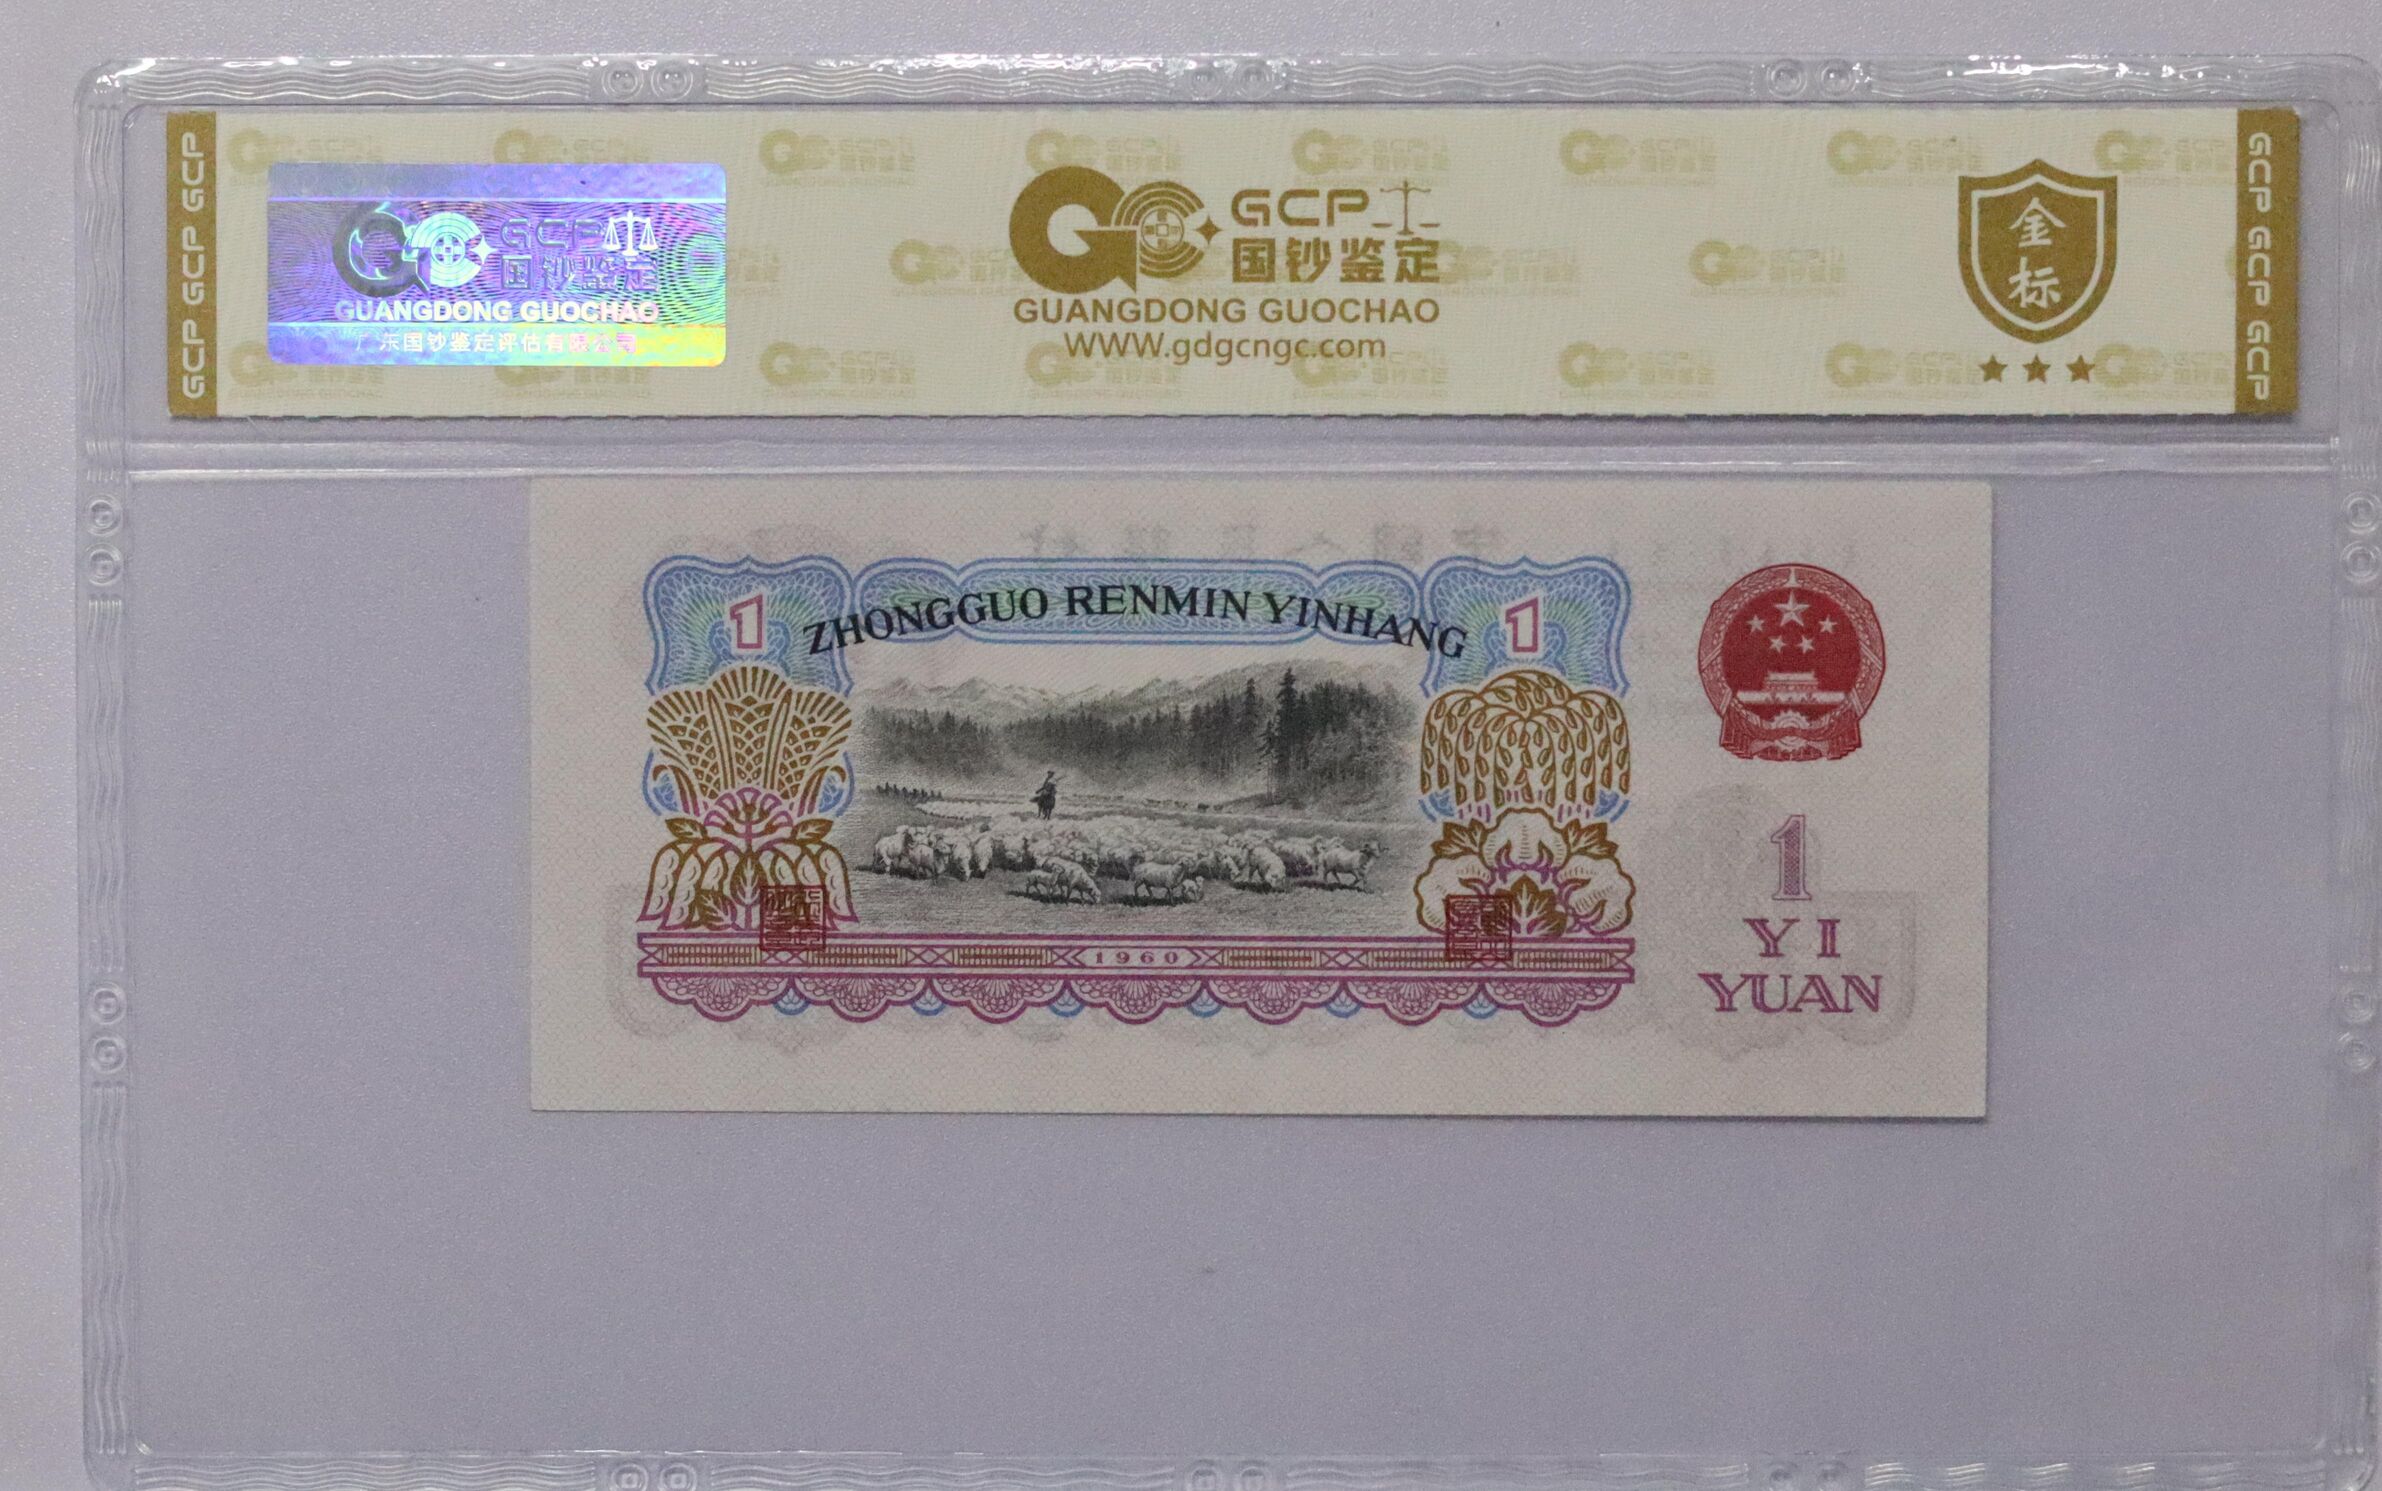 GCP GCP GCP
GCP 国钞鉴定
GUANGDONG GUOCHAO
广东国钞鉴定评估有限公司
GCP
国钞鉴定
GUANGDONG GUOCHAO
www.gdgcngc.com
金标
GCP GCP GCP
ZHONGGUO RENMIN YINHANG
1
1
1960
1
YI
YUAN